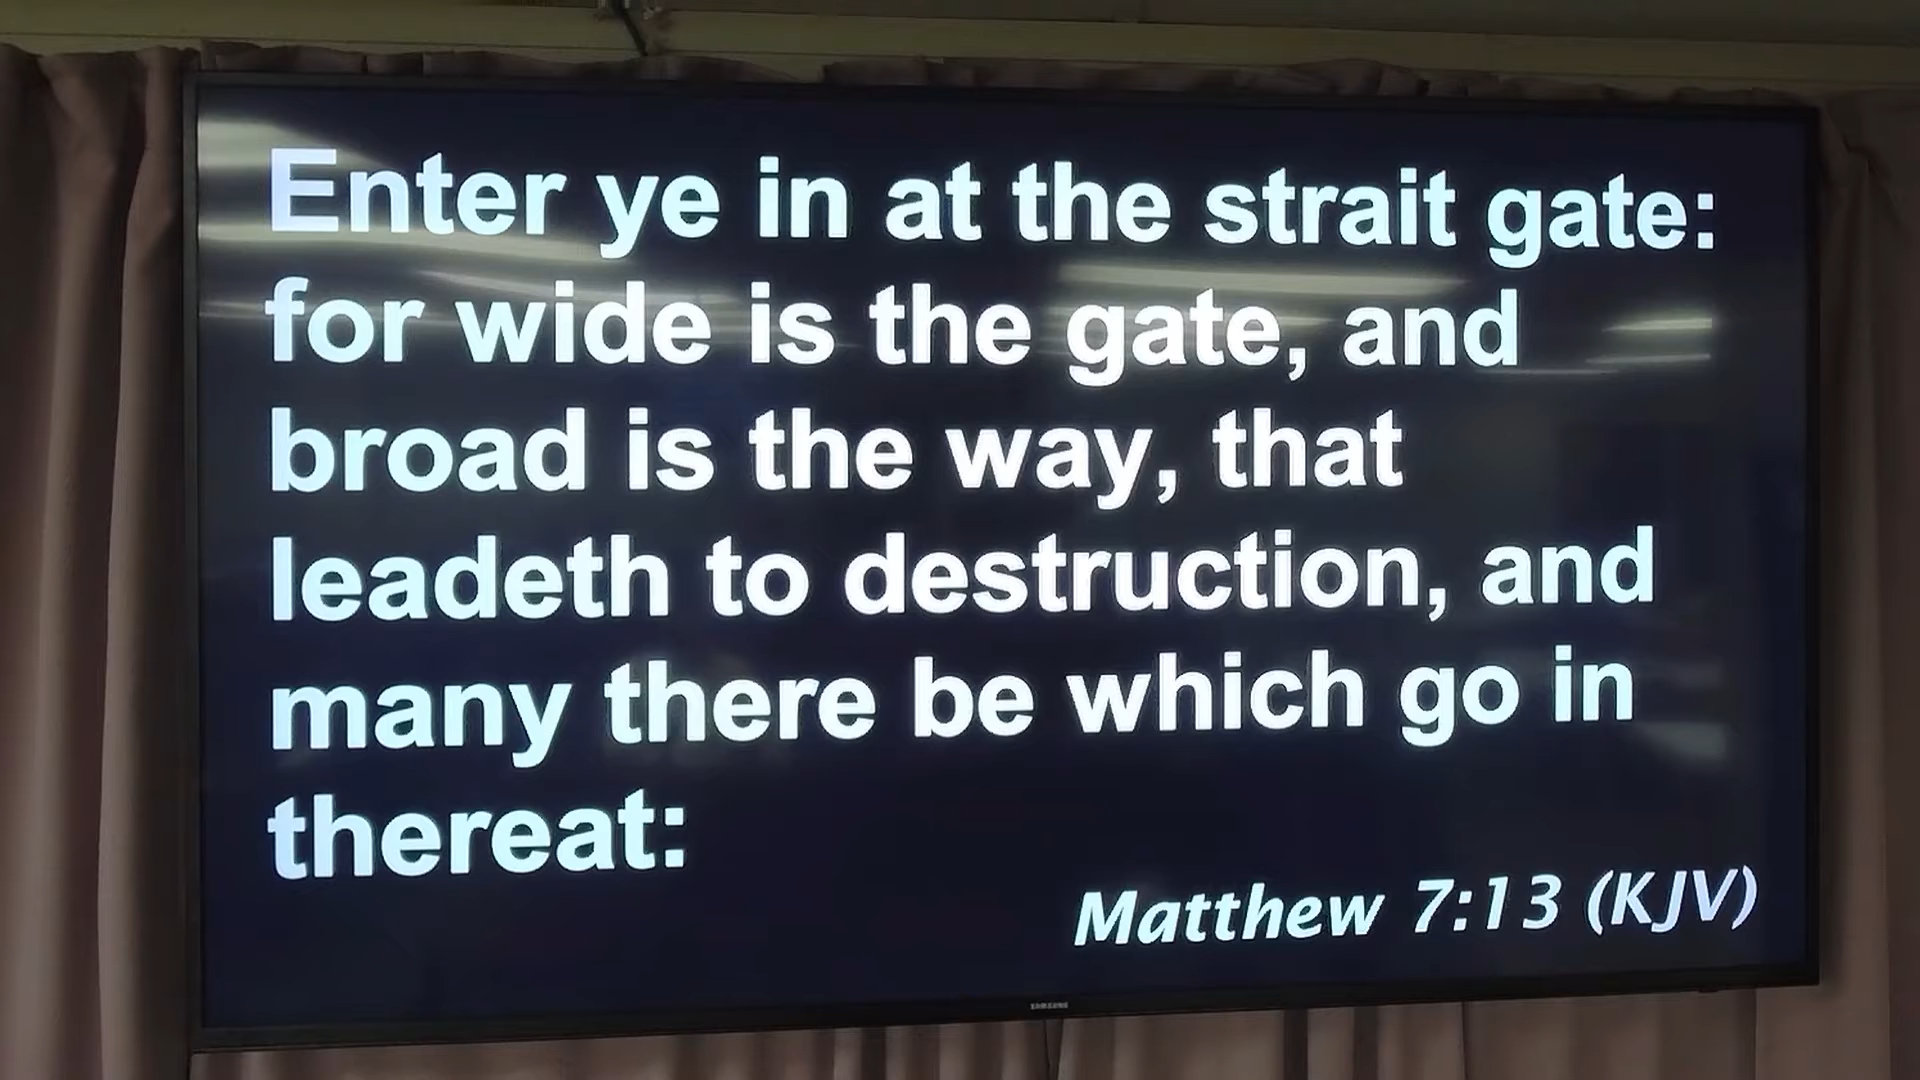 Enter ye in at the strait gate:
for wide is the gate, and
broad is the way, that
leadeth to destruction, and
many there be which go in
thereat:
Matthew 7:13 (KJV)
SAMSUNG